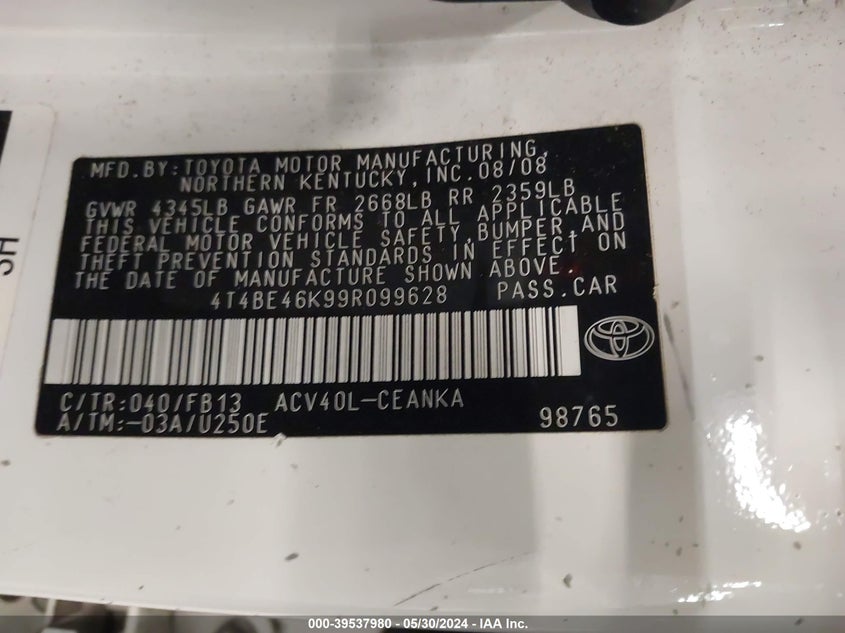 SH
MFD.BY:TOYOTA MOTOR MANUFACTURING,
NORTHERN KENTUCKY,INC.08/08
GVWR 4345LB GAWR FR 2668LB RR 2359LB
THIS VEHICLE CONFORMS TO ALL APPLICABLE
FEDERAL MOTOR VEHICLE SAFETY,BUMPER,AND
THEFT PREVENTION STANDARDS IN EFFECT ON
THE DATE OF MANUFACTURE SHOWN ABOVE.
4T4BE46K99R099628 PASS.CAR
C/TR:040/FB13 ACV40L-CEANKA
A/TM:-03A/U250E 98765
000-39537980 - 05/30/2024 - IAA Inc.